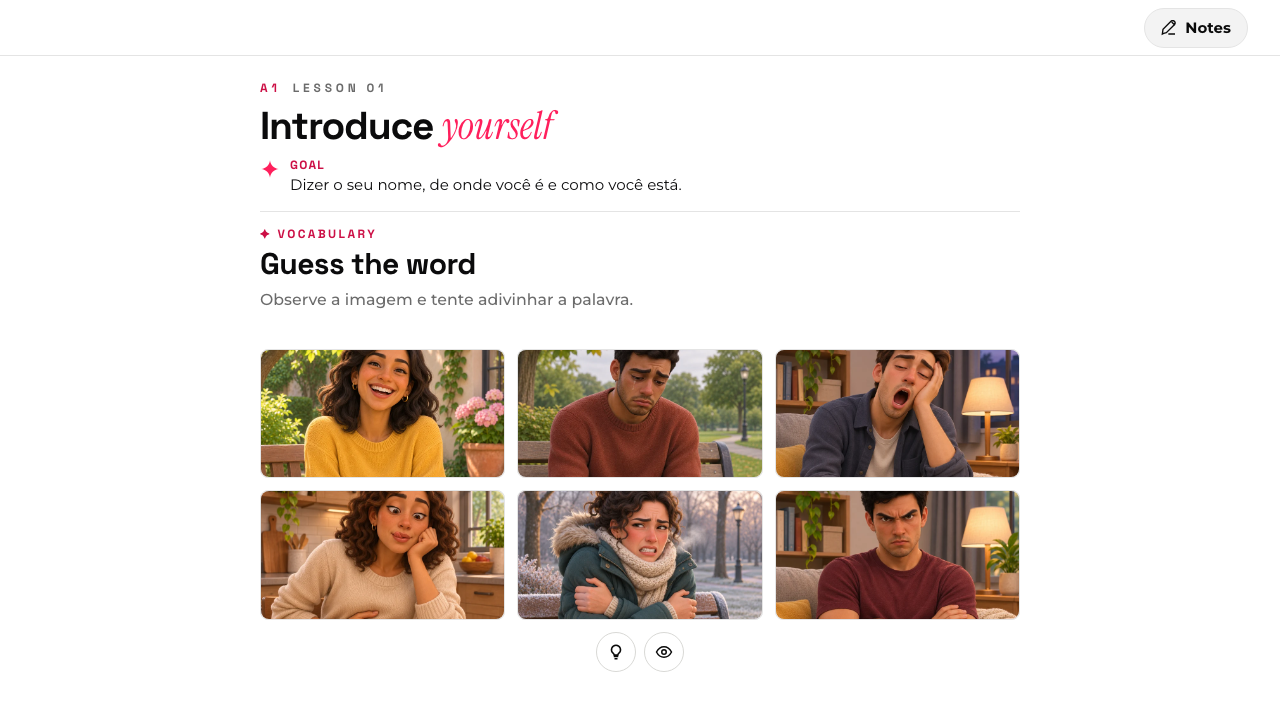 Notes
A1 LESSON 01
Introduce yourself
GOAL
Dizer o seu nome, de onde você é e como você está.
VOCABULARY
Guess the word
Observe a imagem e tente adivinhar a palavra.